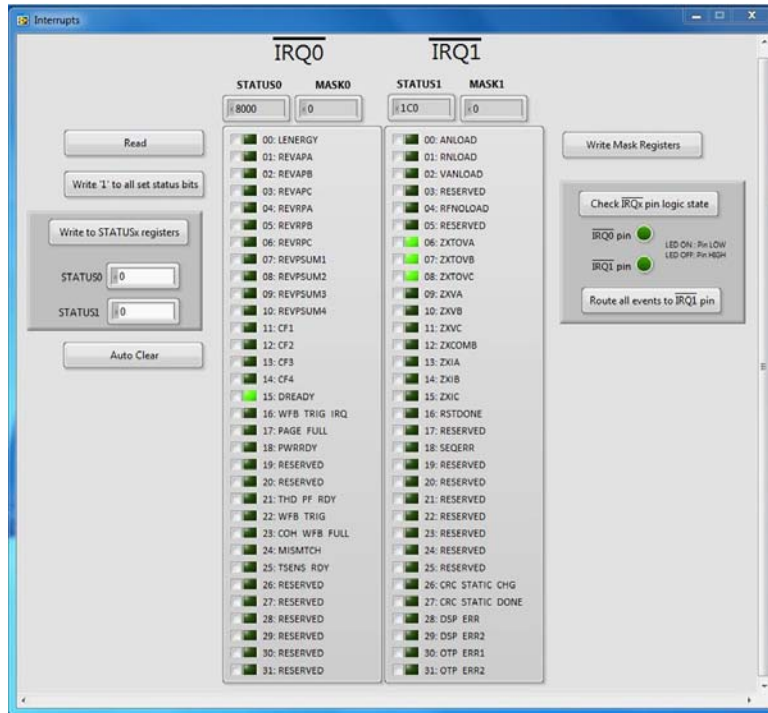 Interrupts
IRQ0 IRQ1
STATUS0 MASK0 STATUS1 MASK1
x 8000 x 0 x 1C0 x 0
Read
Write '1' to all set status bits
Write to STATUSx registers
STATUS0 x 0
STATUS1 x 0
Auto Clear
00: LENERGY
01: REVAPA
02: REVAPB
03: REVAPC
04: REVRPA
05: REVRPB
06: REVRPC
07: REVPSUM1
08: REVPSUM2
09: REVPSUM3
10: REVPSUM4
11: CF1
12: CF2
13: CF3
14: CF4
15: DREADY
16: WFB TRIG IRQ
17: PAGE FULL
18: PWRRDY
19: RESERVED
20: RESERVED
21: THD PF RDY
22: WFB TRIG
23: COH WFB FULL
24: MISMTCH
25: TSENS RDY
26: RESERVED
27: RESERVED
28: RESERVED
29: RESERVED
30: RESERVED
31: RESERVED
00: ANLOAD
01: RNLOAD
02: VANLOAD
03: RESERVED
04: RFNOLOAD
05: RESERVED
06: ZXTOVA
07: ZXTOVB
08: ZXTOVC
09: ZXVA
10: ZXVB
11: ZXVC
12: ZXCOMB
13: ZXIA
14: ZXIB
15: ZXIC
16: RSTDONE
17: RESERVED
18: SEQERR
19: RESERVED
20: RESERVED
21: RESERVED
22: RESERVED
23: RESERVED
24: RESERVED
25: RESERVED
26: CRC STATIC CHG
27: CRC STATIC DONE
28: DSP ERR
29: DSP ERR2
30: OTP ERR1
31: OTP ERR2
Write Mask Registers
Check IRQx pin logic state
IRQ0 pin
IRQ1 pin
LED ON : Pin LOW
LED OFF: Pin HIGH
Route all events to IRQ1 pin